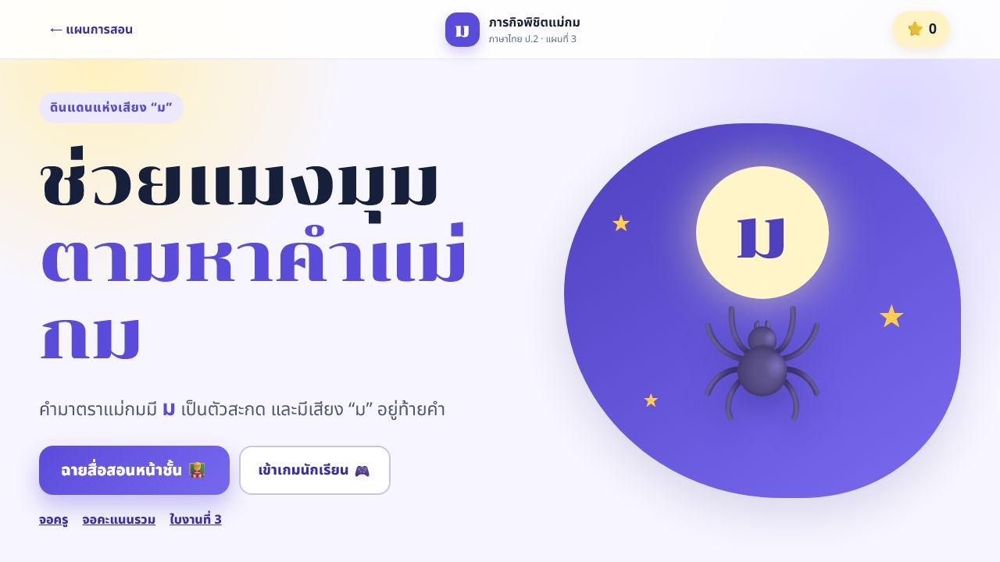 ← แผนการสอน
ม
ภารกิจพิชิตแม่กม
ภาษาไทย ป.2 · แผนที่ 3
0
ดินแดนแห่งเสียง “ม”
ช่วยแมงมุม
ตามหาคำแม่
กม
คำมาตราแม่กมมี ม เป็นตัวสะกด และมีเสียง “ม” อยู่ท้ายคำ
ฉายสื่อสอนหน้าชั้น
เข้าเกมนักเรียน
จอครู จอคะแนนรวม ใบงานที่ 3
ม